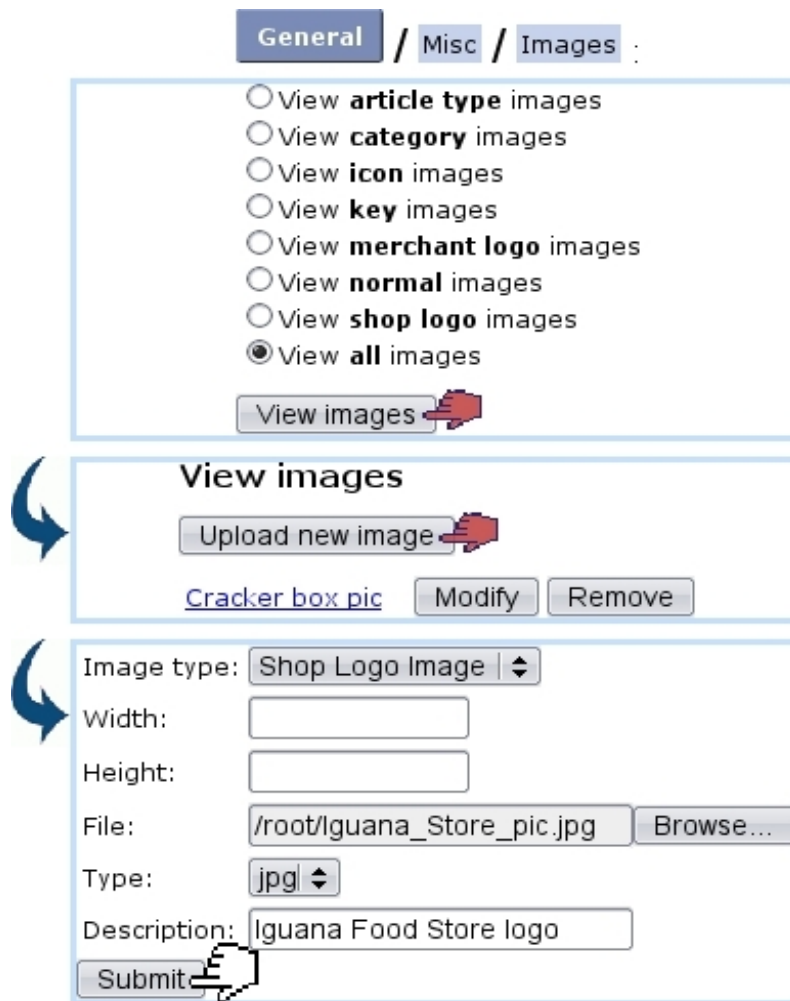 General / Misc / Images :
View article type images
View category images
View icon images
View key images
View merchant logo images
View normal images
View shop logo images
View all images
View images
View images
Upload new image
Cracker box pic Modify Remove
Image type: Shop Logo Image
Width:
Height:
File: /root/Iguana_Store_pic.jpg Browse...
Type: jpg
Description: Iguana Food Store logo
Submit